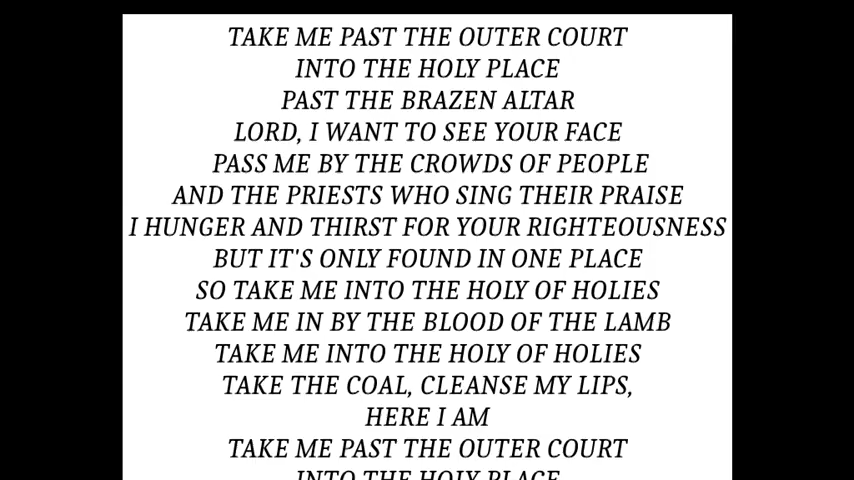 TAKE ME PAST THE OUTER COURT
INTO THE HOLY PLACE
PAST THE BRAZEN ALTAR
LORD, I WANT TO SEE YOUR FACE
PASS ME BY THE CROWDS OF PEOPLE
AND THE PRIESTS WHO SING THEIR PRAISE
I HUNGER AND THIRST FOR YOUR RIGHTEOUSNESS
BUT IT'S ONLY FOUND IN ONE PLACE
SO TAKE ME INTO THE HOLY OF HOLIES
TAKE ME IN BY THE BLOOD OF THE LAMB
TAKE ME INTO THE HOLY OF HOLIES
TAKE THE COAL, CLEANSE MY LIPS,
HERE I AM
TAKE ME PAST THE OUTER COURT
INTO THE HOLY PLACE